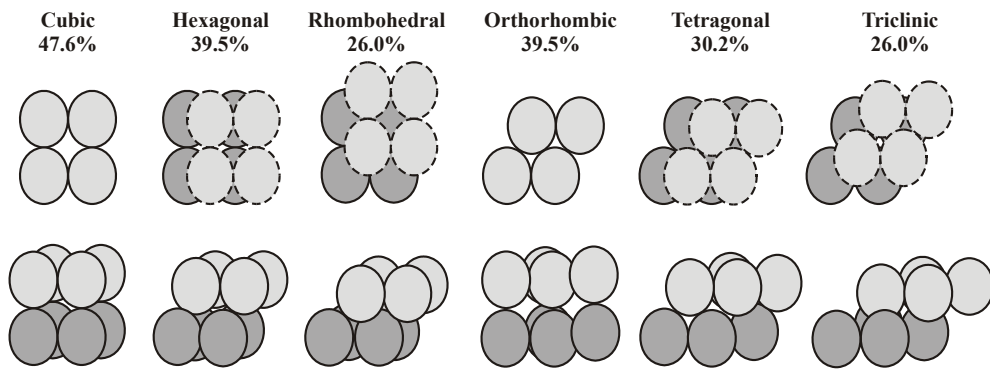 Cubic
47.6%
Hexagonal
39.5%
Rhombohedral
26.0%
Orthorhombic
39.5%
Tetragonal
30.2%
Triclinic
26.0%